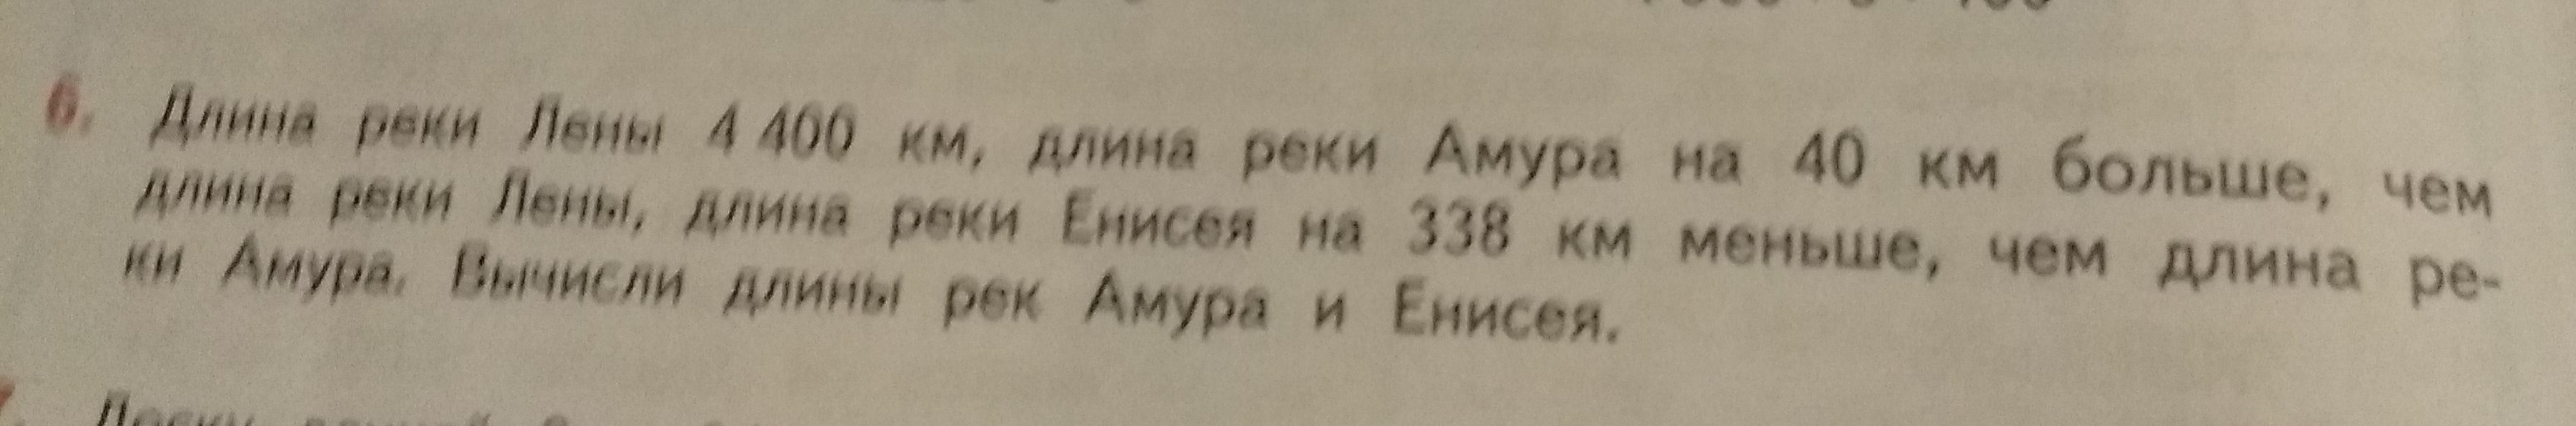 6. Длина реки Лены 4 400 км, длина реки Амура на 40 км больше, чем
длина реки Лены, длина реки Енисея на 338 км меньше, чем длина ре-
ки Амура. Вычисли длины рек Амура и Енисея.